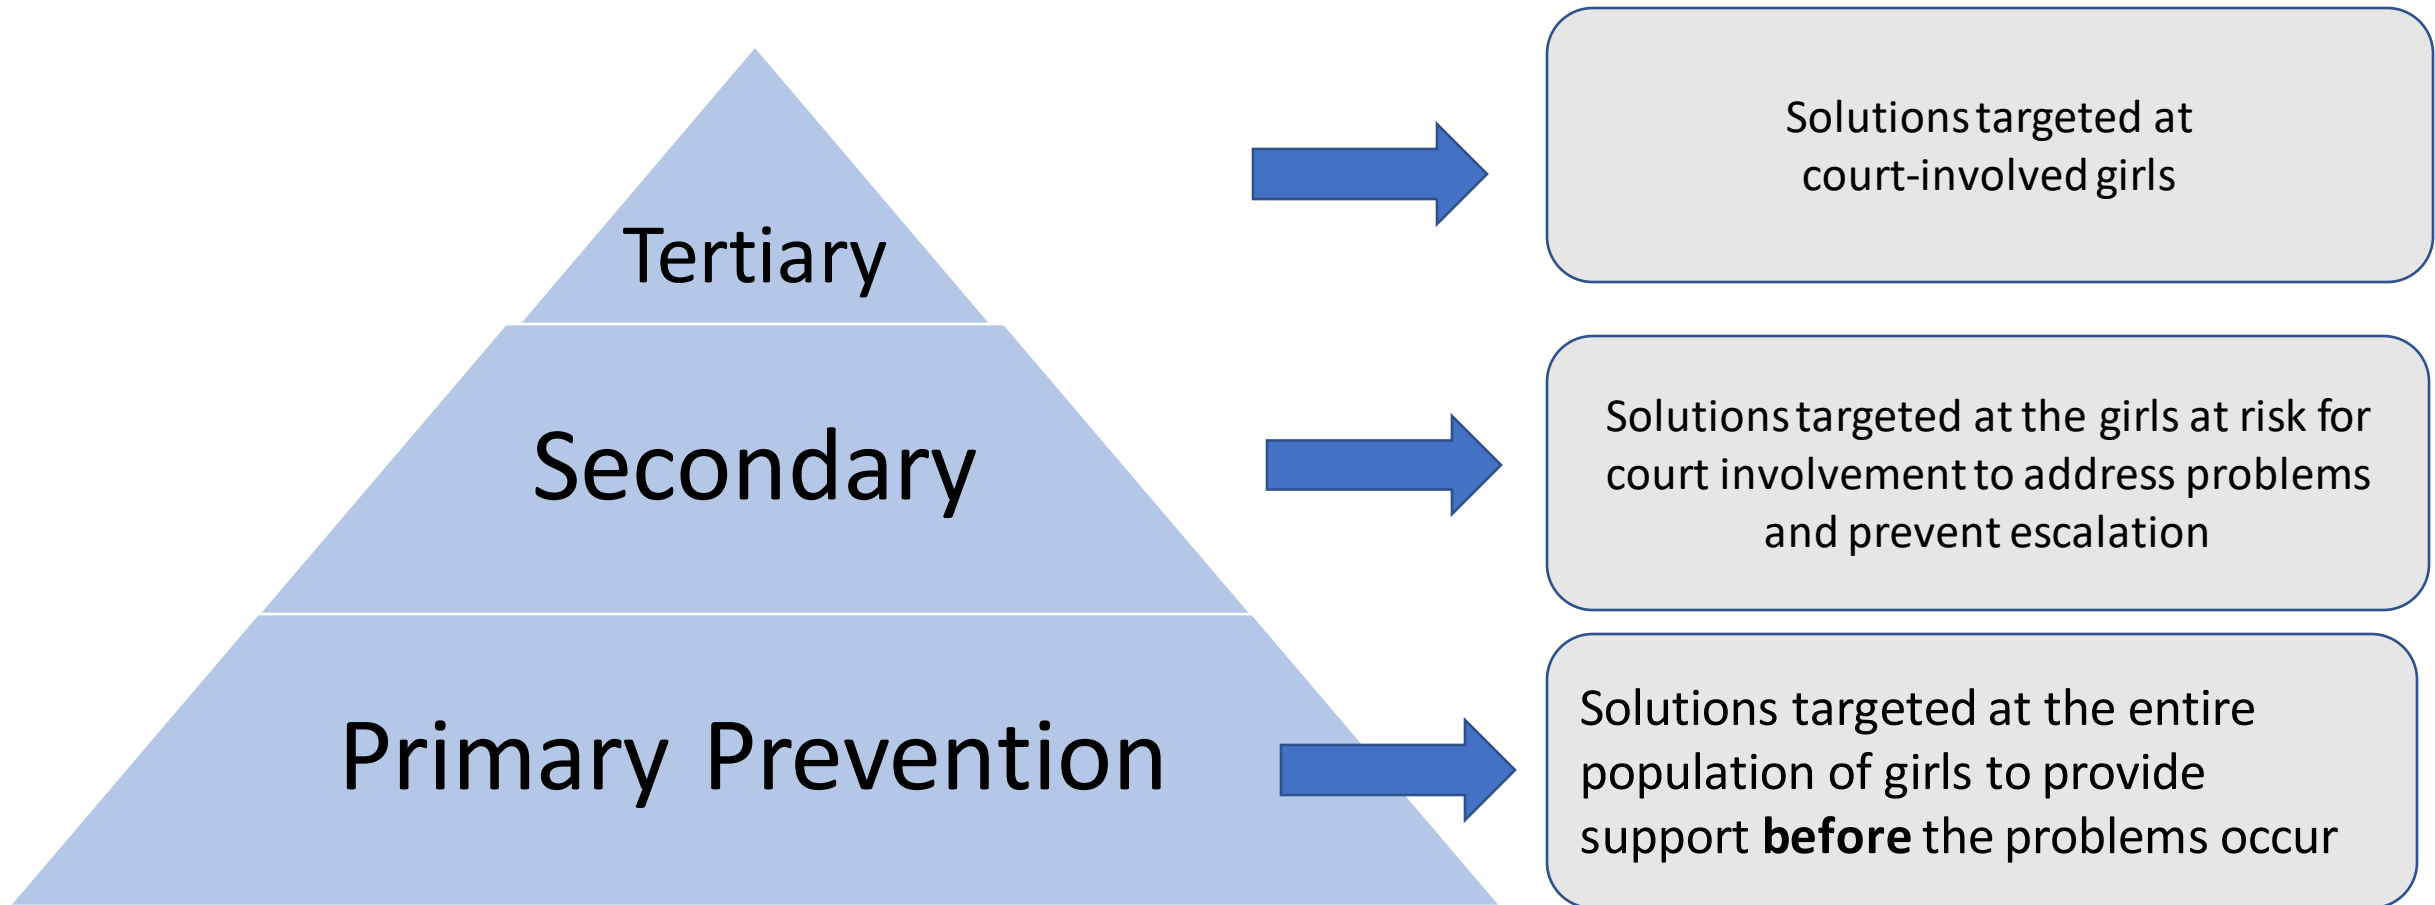 Tertiary
Solutions targeted at
court-involved girls
Secondary
Solutions targeted at the girls at risk for
court involvement to address problems
and prevent escalation
Primary Prevention
Solutions targeted at the entire
population of girls to provide
support before the problems occur